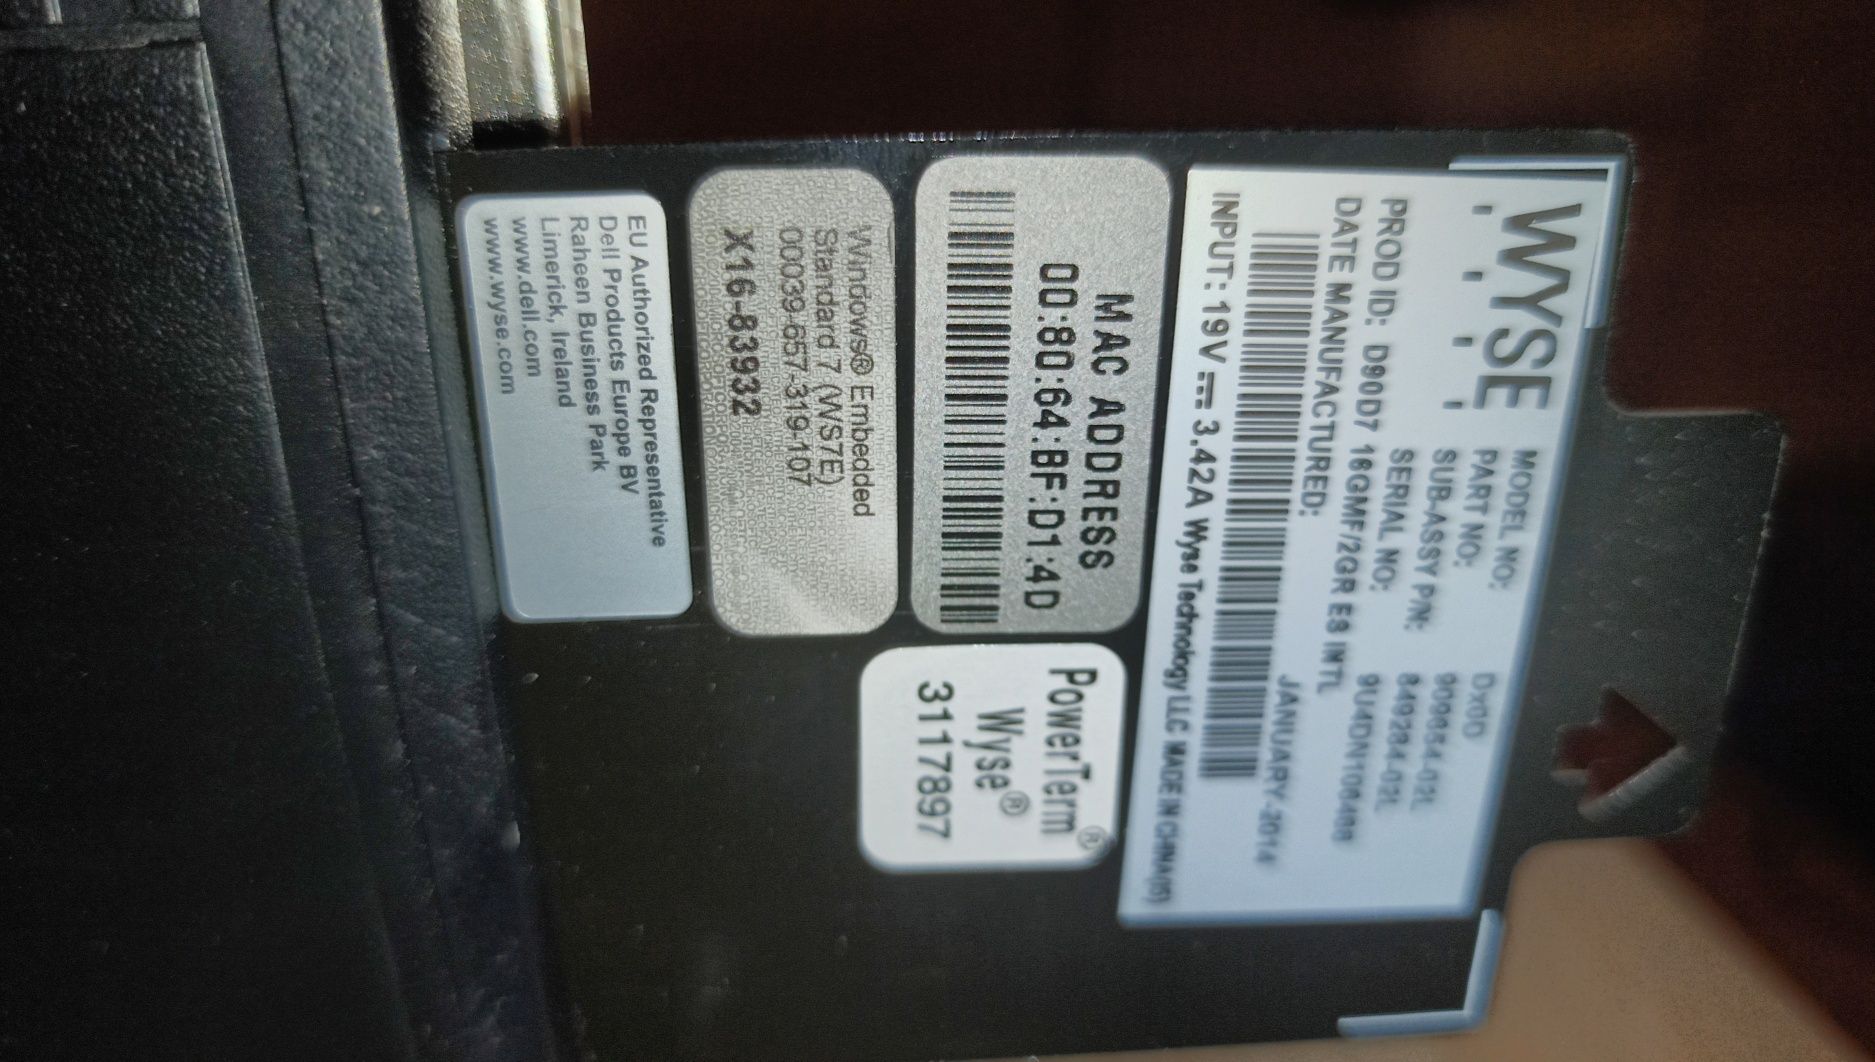 WYSE
MODEL NO: Dx0D
PART NO: 909654-02L
SUB-ASSY P/N: 849284-02L
SERIAL NO:
PROD ID: D90D7 16GMF/2GR ES INTL
DATE MANUFACTURED: JANUARY-2014
INPUT: 19V 3.42A Wyse Technology LLC MADE IN CHINA
MAC ADDRESS
00:80:64:BF:D1:4D
PowerTerm®
Wyse®
3117897
Windows® Embedded
Standard 7 (WS7E)
00039-657-319-107
X16-83932
EU Authorized Representative
Dell Products Europe BV
Raheen Business Park
Limerick, Ireland
www.dell.com
www.wyse.com